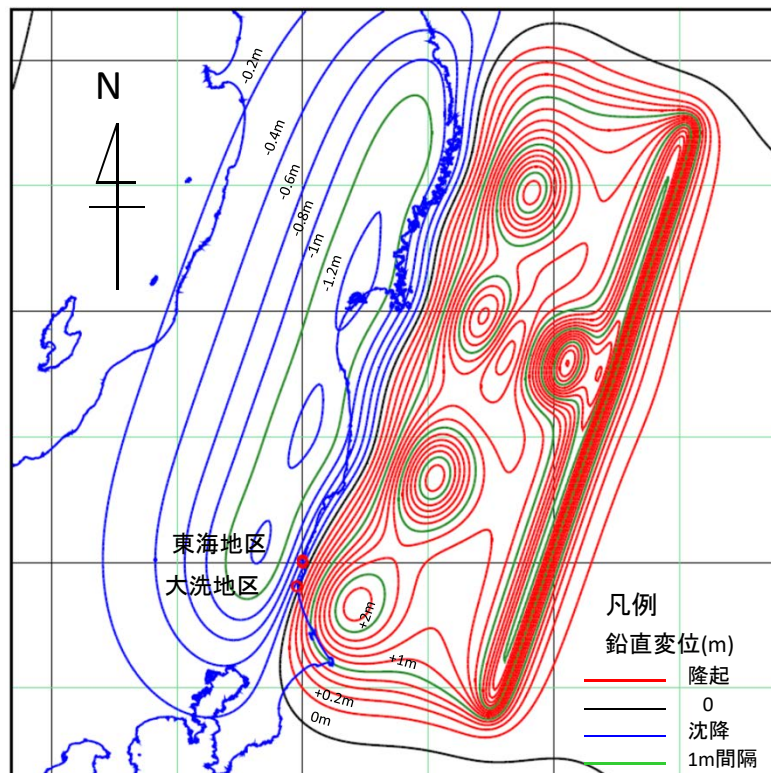 N
-0.2m
-0.4m
-0.6m
-0.8m
-1m
-1.2m
東海地区
大洗地区
+2m
+1m
+0.2m
0m
凡例
鉛直変位(m)
隆起
0
沈降
1m間隔